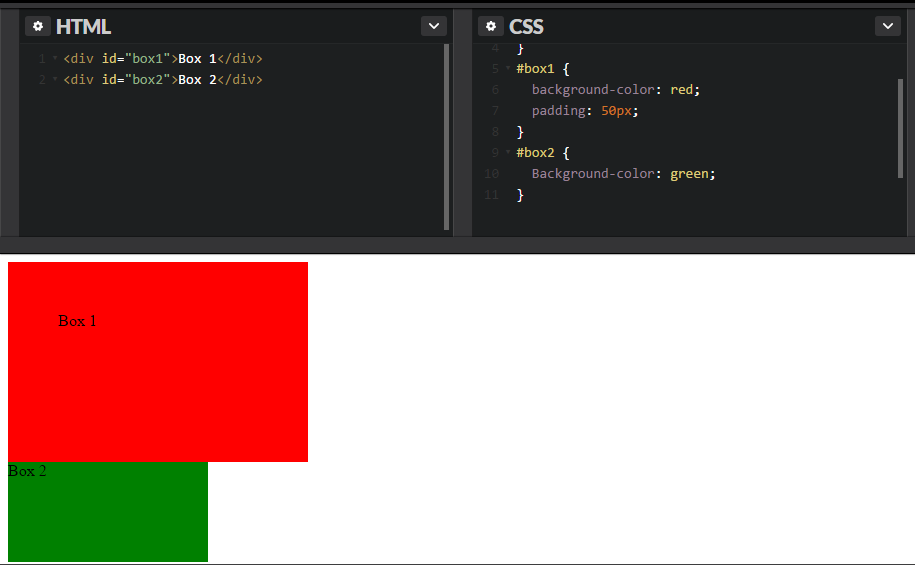 HTML
1 <div id="box1">Box 1</div>
2 <div id="box2">Box 2</div>
CSS
4 }
5 #box1 {
6 background-color: red;
7 padding: 50px;
8 }
9 #box2 {
10 Background-color: green;
11 }
Box 1
Box 2